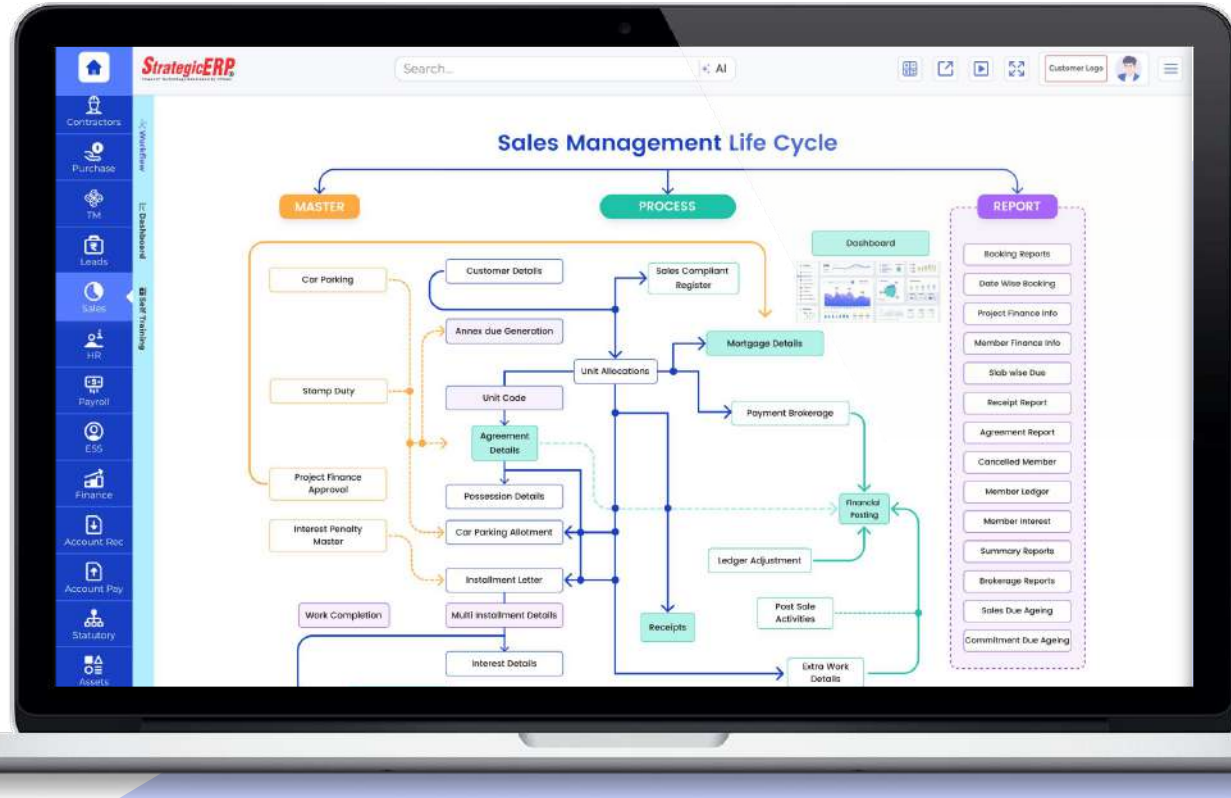 StrategicERP
Search...
AI
Customer Logo
Contractors
Purchase
TM
Leads
Sales
HR
Payroll
ESS
Finance
Account Rec
Account Pay
Statutory
Assets
Workflow
Dashboard
Self Training
Sales Management Life Cycle
MASTER
PROCESS
REPORT
Car Parking
Stamp Duty
Project Finance
Approval
Interest Penalty
Master
Work Completion
Customer Details
Annex due Generation
Unit Code
Agreement
Details
Possession Details
Car Parking Allotment
Installment Letter
Multi Installment Details
Interest Details
Sales Compliant
Register
Unit Allocations
Receipts
Dashboard
Mortgage Details
Payment Brokerage
Financial
Posting
Ledger Adjustment
Post Sale
Activities
Extra Work
Details
Booking Reports
Date Wise Booking
Project Finance Info
Member Finance Info
Slab wise Due
Receipt Report
Agreement Report
Cancelled Member
Member Ledger
Member Interest
Summary Reports
Brokerage Reports
Sales Due Ageing
Commitment Due Ageing